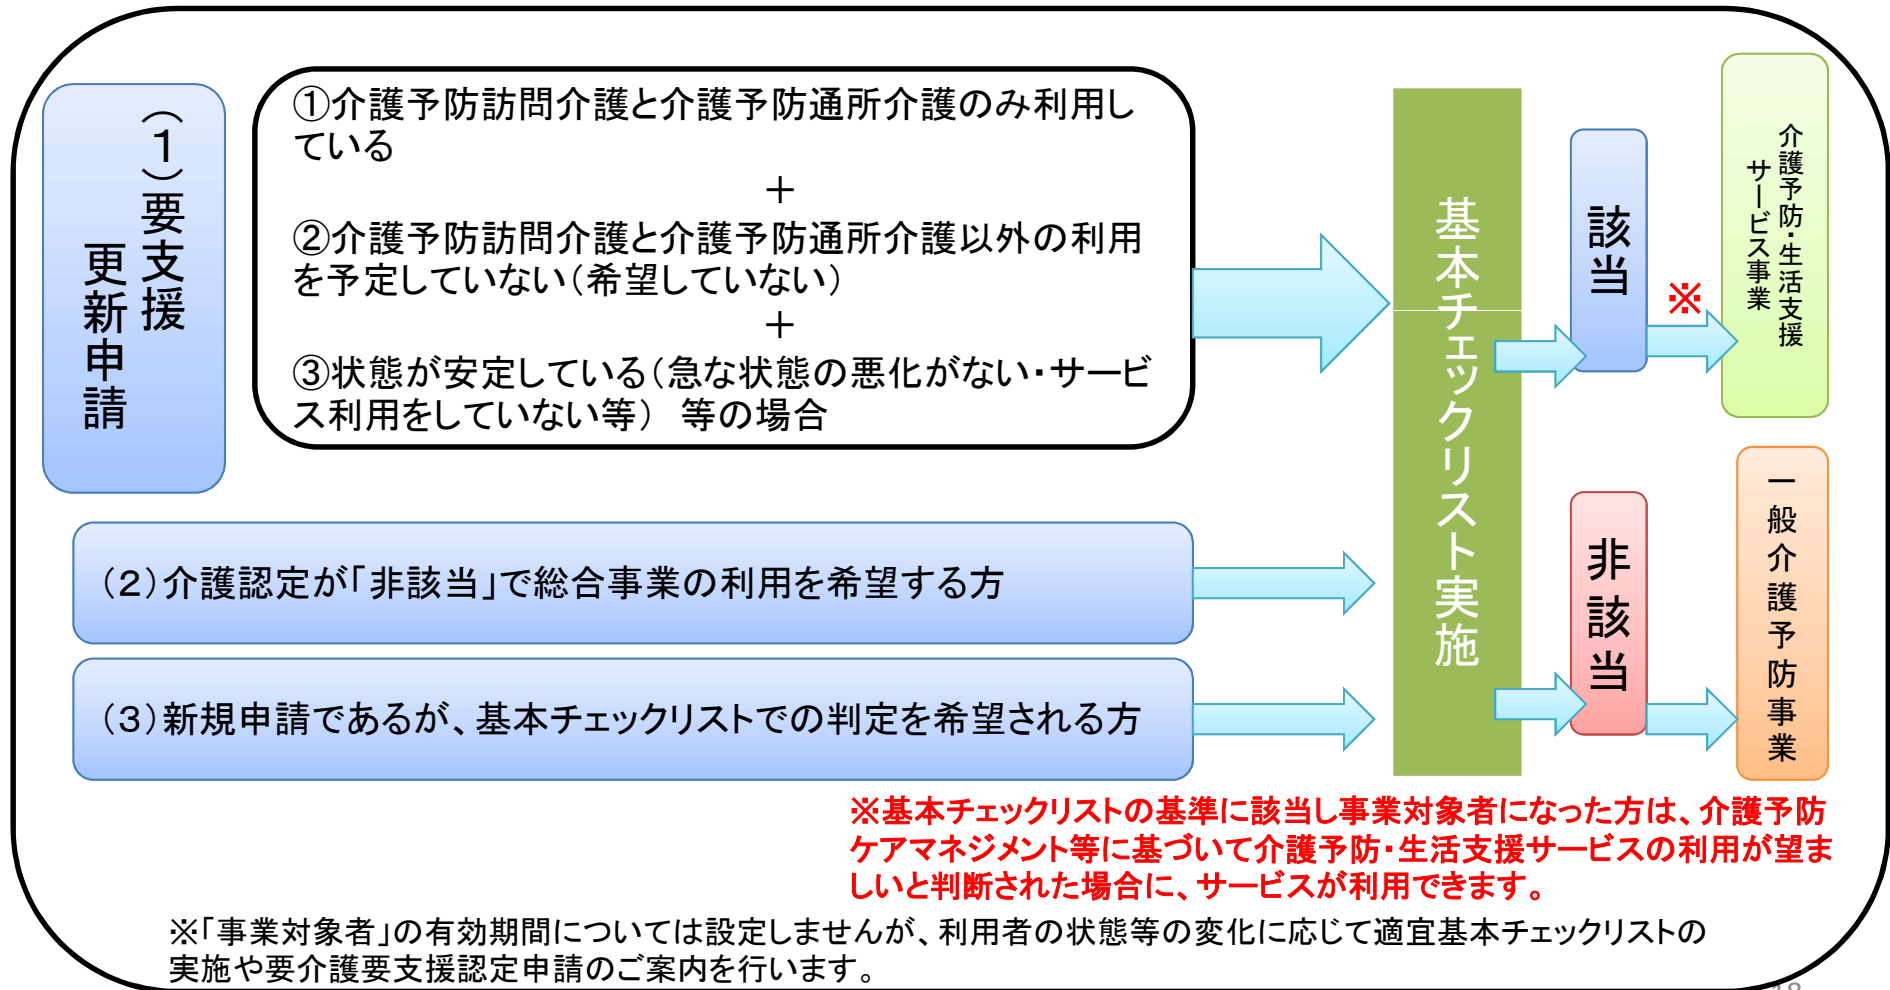 （１）要支援
更新申請
①介護予防訪問介護と介護予防通所介護のみ利用し
ている
＋
②介護予防訪問介護と介護予防通所介護以外の利用
を予定していない（希望していない）
＋
③状態が安定している（急な状態の悪化がない・サービ
ス利用をしていない等）　等の場合
（２）介護認定が「非該当」で総合事業の利用を希望する方
（３）新規申請であるが、基本チェックリストでの判定を希望される方
基本チェックリスト実施
該当
※
介護予防・生活支援
サービス事業
非該当
一般介護予防事業
※基本チェックリストの基準に該当し事業対象者になった方は、介護予防
ケアマネジメント等に基づいて介護予防・生活支援サービスの利用が望ま
しいと判断された場合に、サービスが利用できます。
※「事業対象者」の有効期間については設定しませんが、利用者の状態等の変化に応じて適宜基本チェックリストの
実施や要介護要支援認定申請のご案内を行います。